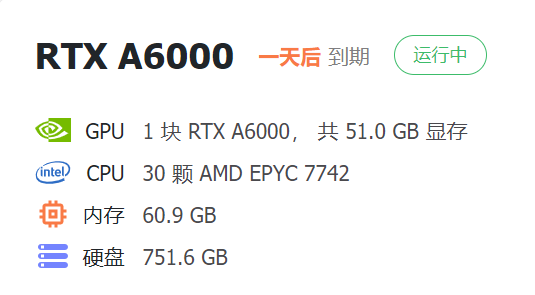 RTX A6000 一天后 到期 运行中
GPU 1 块 RTX A6000， 共 51.0 GB 显存
intel CPU 30 颗 AMD EPYC 7742
内存 60.9 GB
硬盘 751.6 GB